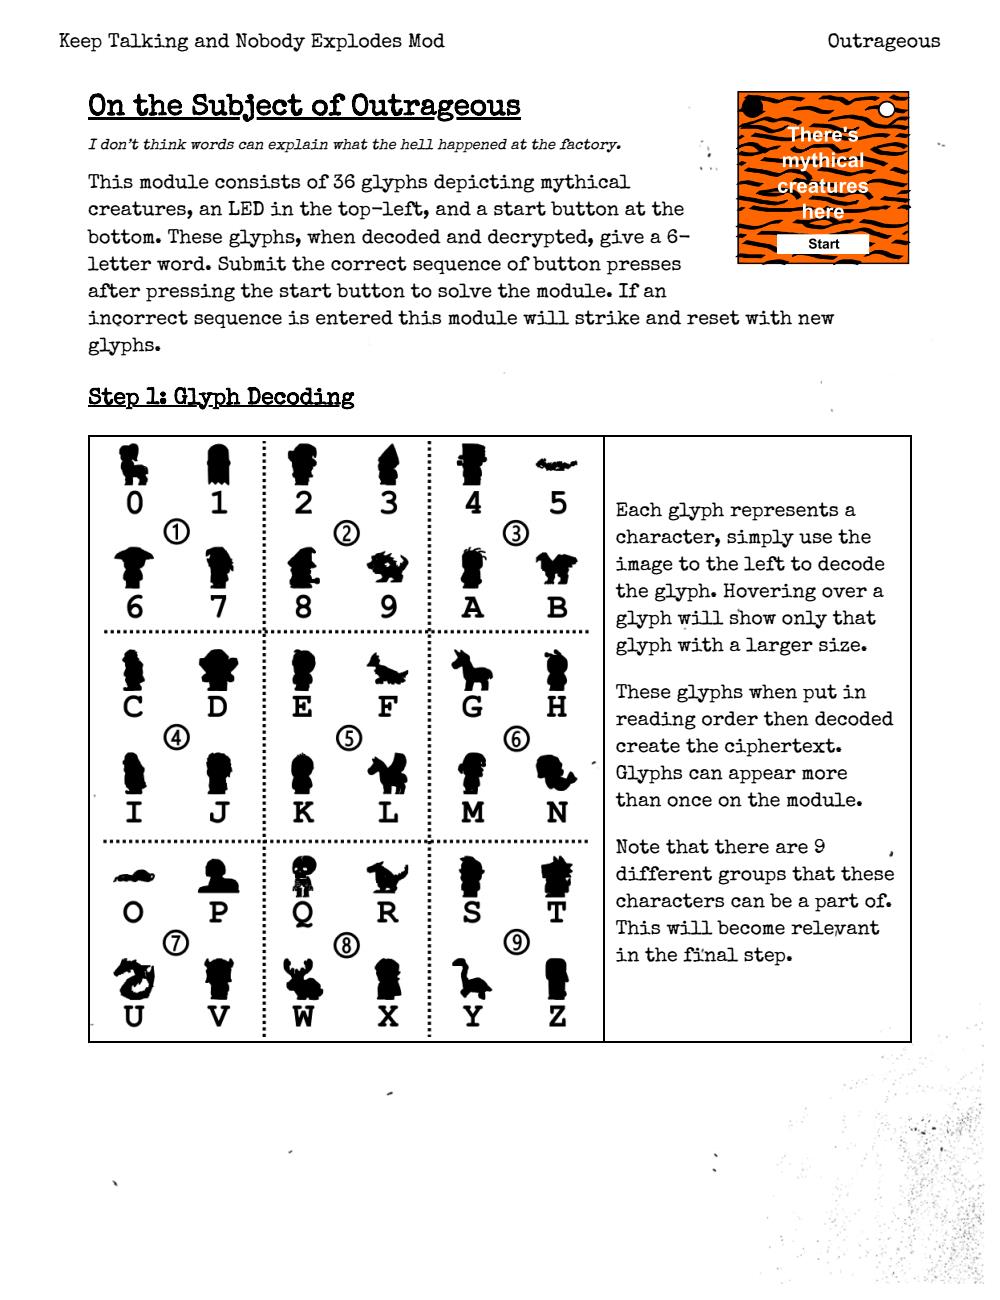 Keep Talking and Nobody Explodes Mod Outrageous
On the Subject of Outrageous
I don't think words can explain what the hell happened at the factory.
This module consists of 36 glyphs depicting mythical
creatures, an LED in the top-left, and a start button at the
bottom. These glyphs, when decoded and decrypted, give a 6-
letter word. Submit the correct sequence of button presses
after pressing the start button to solve the module. If an
incorrect sequence is entered this module will strike and reset with new
glyphs.
There's
mythical
creatures
here
Start
Step 1: Glyph Decoding
0 1 2 3 4 5
① ② ③
6 7 8 9 A B
C D E F G H
④ ⑤ ⑥
I J K L M N
O P Q R S T
⑦ ⑧ ⑨
U V W X Y Z
Each glyph represents a
character, simply use the
image to the left to decode
the glyph. Hovering over a
glyph will show only that
glyph with a larger size.
These glyphs when put in
reading order then decoded
create the ciphertext.
Glyphs can appear more
than once on the module.
Note that there are 9
different groups that these
characters can be a part of.
This will become relevant
in the final step.